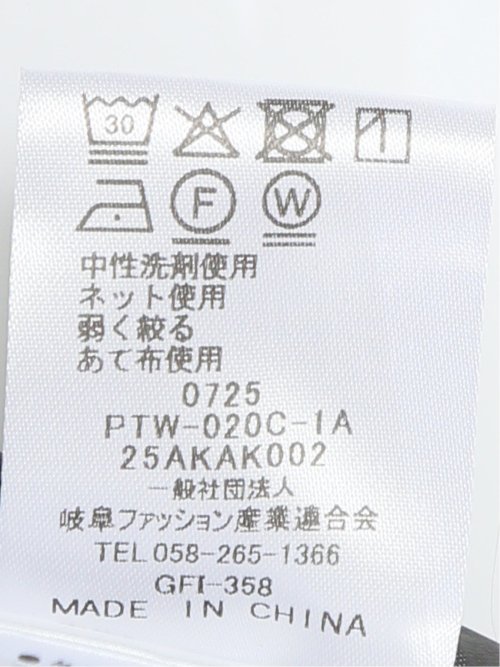 30
F W
中性洗剤使用
ネット使用
弱く絞る
あて布使用
0725
PTW-020C-1A
25AKAK002
一般社団法人
岐阜ファッション産業連合会
TEL 058-265-1366
GFI-358
MADE IN CHINA